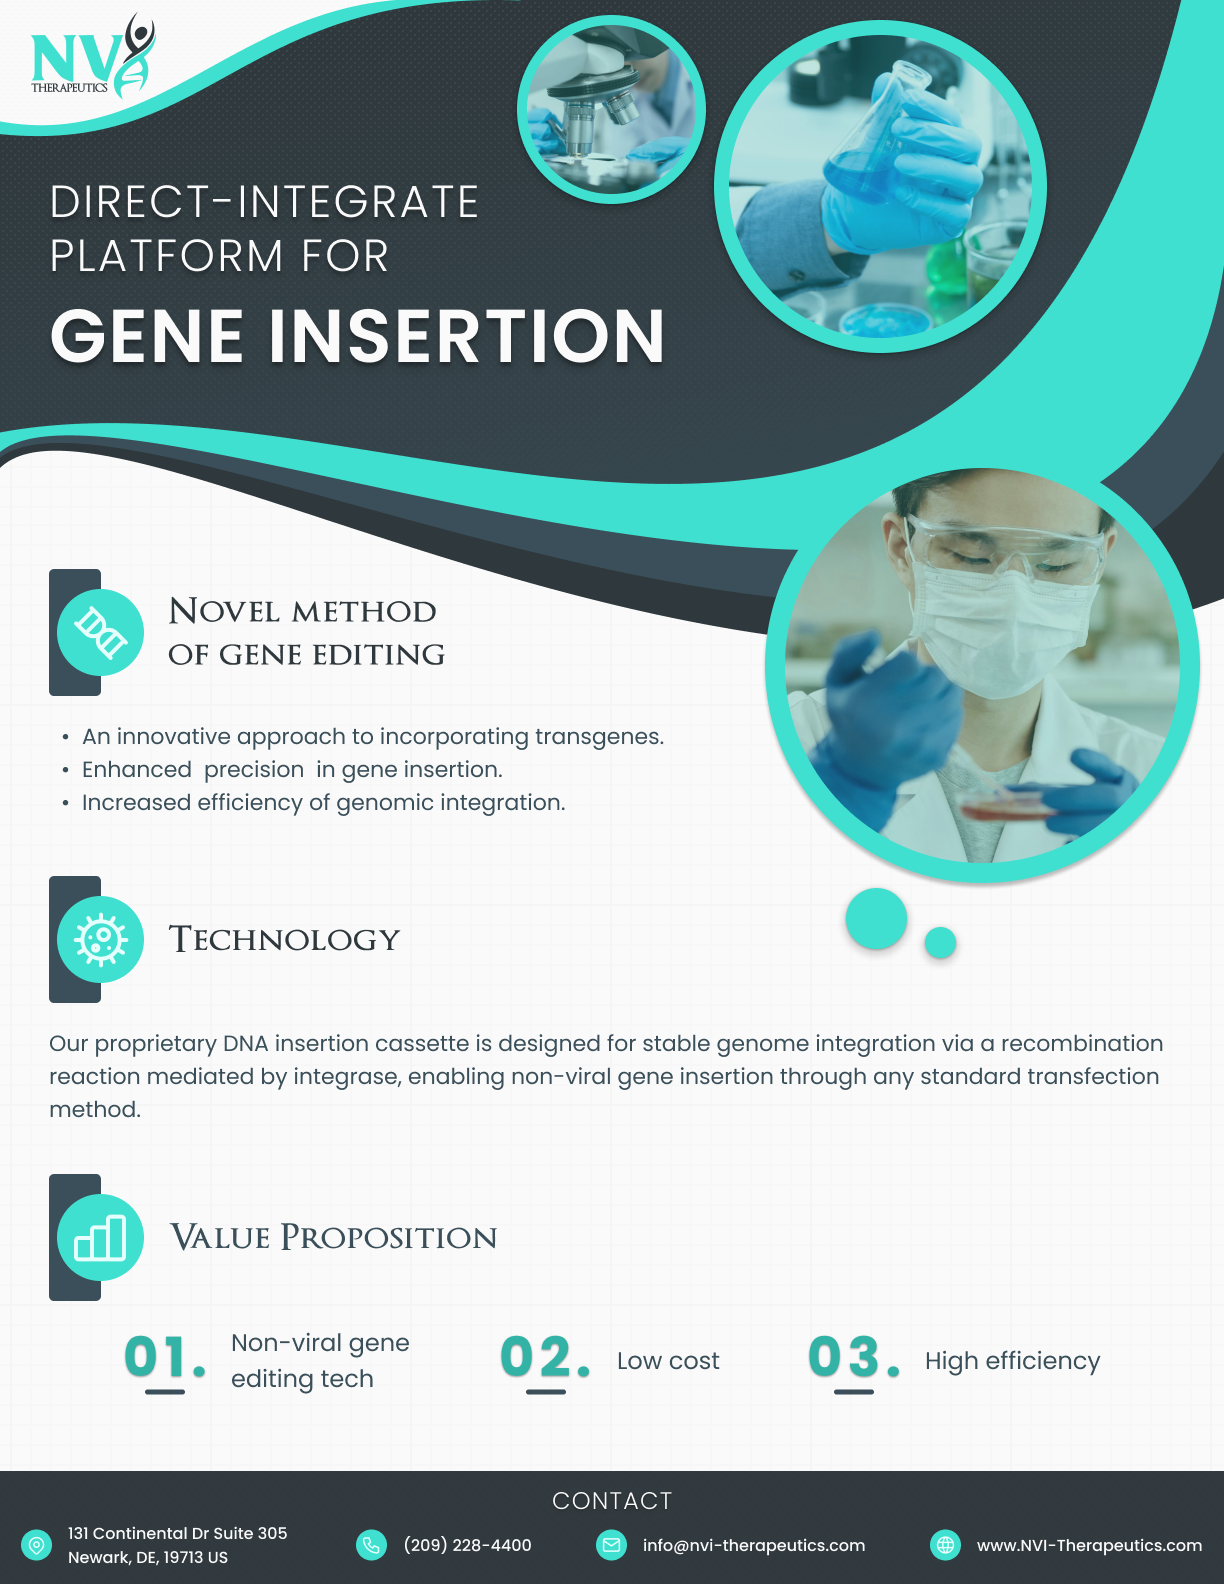 NVi
THERAPEUTICS
DIRECT-INTEGRATE
PLATFORM FOR
GENE INSERTION
NOVEL METHOD
OF GENE EDITING
• An innovative approach to incorporating transgenes.
• Enhanced precision in gene insertion.
• Increased efficiency of genomic integration.
TECHNOLOGY
Our proprietary DNA insertion cassette is designed for stable genome integration via a recombination
reaction mediated by integrase, enabling non-viral gene insertion through any standard transfection
method.
VALUE PROPOSITION
01. Non-viral gene
editing tech
02. Low cost
03. High efficiency
CONTACT
131 Continental Dr Suite 305
Newark, DE, 19713 US
(209) 228-4400
info@nvi-therapeutics.com
www.NVI-Therapeutics.com